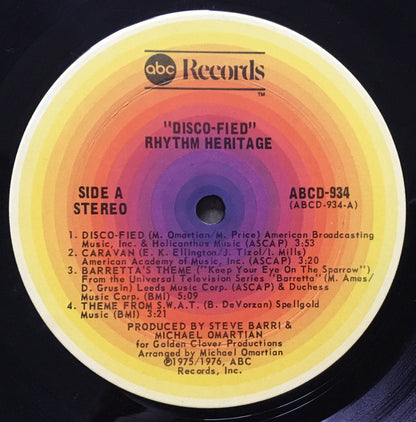 abc Records
TM
"DISCO-FIED"
RHYTHM HERITAGE
SIDE A
STEREO
ABCD-934
(ABCD-934-A)
1. DISCO-FIED (M. Omartian/M. Price) American Broadcasting
Music, Inc. & Holicanthus Music (ASCAP) 3:53
2. CARAVAN (E. K. Ellington/J. Tizol/I. Mills)
American Academy of Music, Inc. (ASCAP) 3:20
3. BARRETTA'S THEME ("Keep Your Eye On The Sparrow")
From the Universal Television Series "Barretta" (M. Ames/
D. Grusin) Leeds Music Corp. (ASCAP) & Duchess
Music Corp. (BMI) 5:09
4. THEME FROM S.W.A.T. (B. DeVorzan) Spellgold
Music (BMI) 3:21
PRODUCED BY STEVE BARRI &
MICHAEL OMARTIAN
for Golden Clover Productions
Arranged by Michael Omartian
Ⓟ1975/1976, ABC
Records, Inc.